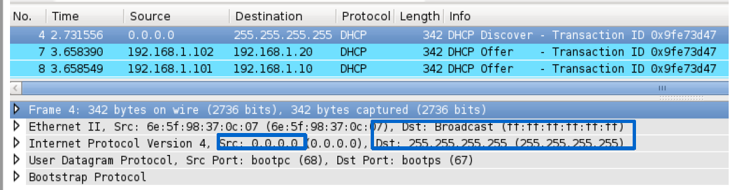 No. Time Source Destination Protocol Length Info
4 2.731556 0.0.0.0 255.255.255.255 DHCP 342 DHCP Discover - Transaction ID 0x9fe73d47
7 3.658390 192.168.1.102 192.168.1.20 DHCP 342 DHCP Offer - Transaction ID 0x9fe73d47
8 3.658549 192.168.1.101 192.168.1.10 DHCP 342 DHCP Offer - Transaction ID 0x9fe73d47
Frame 4: 342 bytes on wire (2736 bits), 342 bytes captured (2736 bits)
Ethernet II, Src: 6e:5f:98:37:0c:07 (6e:5f:98:37:0c:07), Dst: Broadcast (ff:ff:ff:ff:ff:ff)
Internet Protocol Version 4, Src: 0.0.0.0 (0.0.0.0), Dst: 255.255.255.255 (255.255.255.255)
User Datagram Protocol, Src Port: bootpc (68), Dst Port: bootps (67)
Bootstrap Protocol